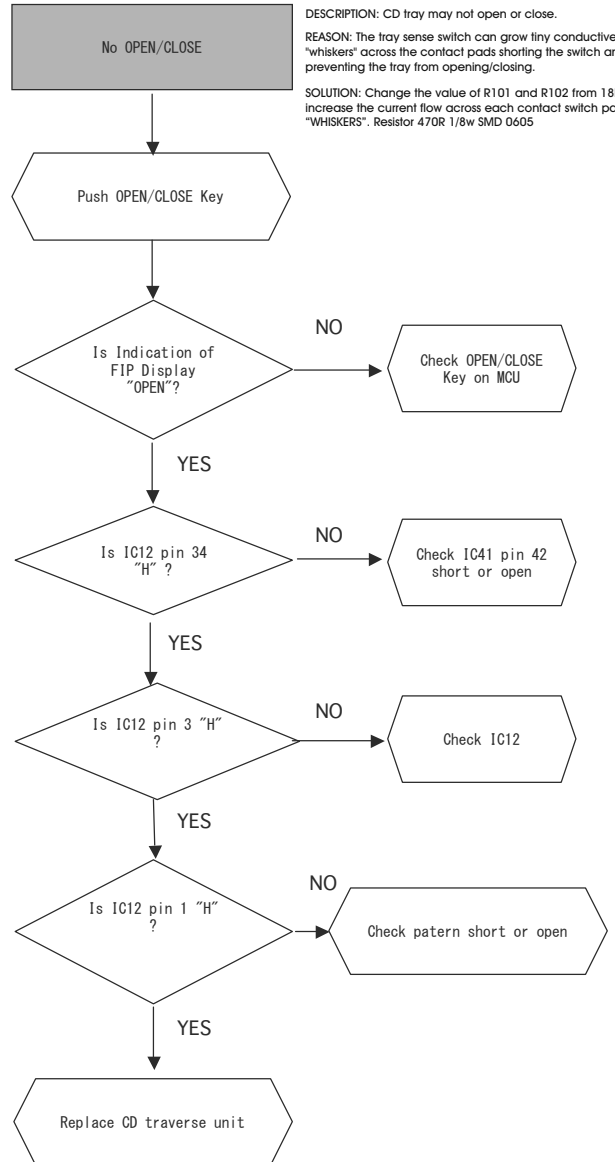 No OPEN/CLOSE
DESCRIPTION: CD tray may not open or close.
REASON: The tray sense switch can grow tiny conductive
"whiskers" across the contact pads shorting the switch
preventing the tray from opening/closing.
SOLUTION: Change the value of R101 and R102 from
increase the current flow across each contact switch
"WHISKERS". Resistor 470R 1/8w SMD 0605
Push OPEN/CLOSE Key
Is Indication of
FIP Display
"OPEN"?
NO
Check OPEN/CLOSE
Key on MCU
YES
Is IC12 pin 34
"H" ?
NO
Check IC41 pin 42
short or open
YES
Is IC12 pin 3 "H"
?
NO
Check IC12
YES
Is IC12 pin 1 "H"
?
NO
Check patern short or open
YES
Replace CD traverse unit